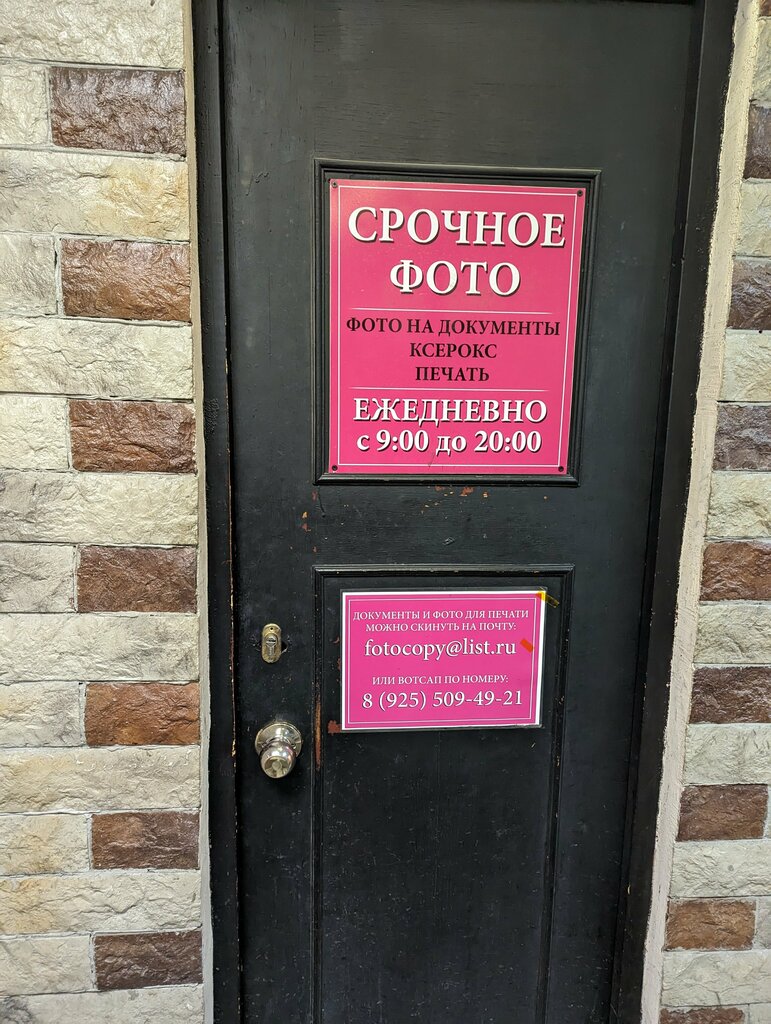 СРОЧНОЕ
ФОТО
ФОТО НА ДОКУМЕНТЫ
КСЕРОКС
ПЕЧАТЬ
ЕЖЕДНЕВНО
с 9:00 до 20:00
ДОКУМЕНТЫ И ФОТО ДЛЯ ПЕЧАТИ
МОЖНО СКИНУТЬ НА ПОЧТУ:
fotocopy@list.ru
ИЛИ ВОТСАП ПО НОМЕРУ:
8 (925) 509-49-21